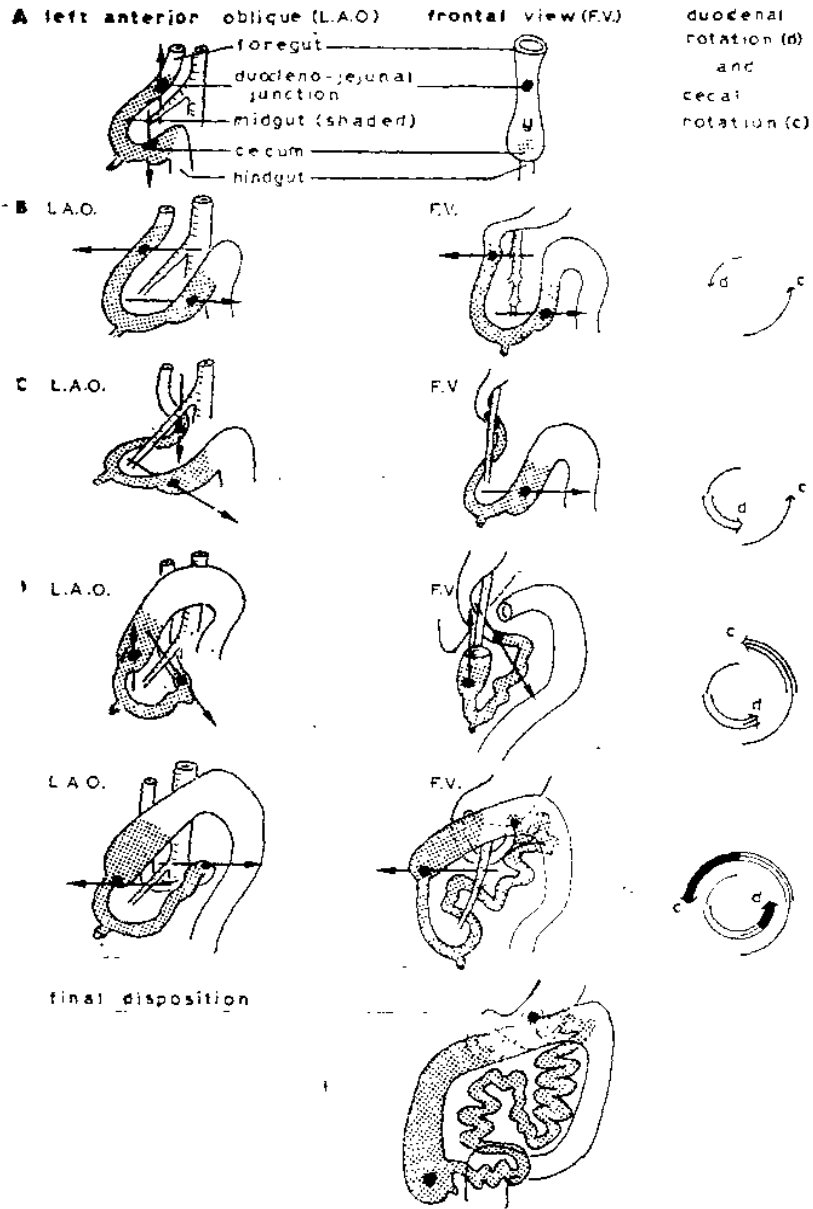 A left anterior oblique (L.A.O) frontal view (F.V.) duodenal
rotation (d)
and
cecal
rotation (c)
foregut
duodeno-jejunal
junction
midgut (shaded)
cecum
hindgut
B L.A.O. F.V.
d c
C L.A.O. F.V
d c
L.A.O. F.V
c
d
L A O. F.V.
c d
final disposition